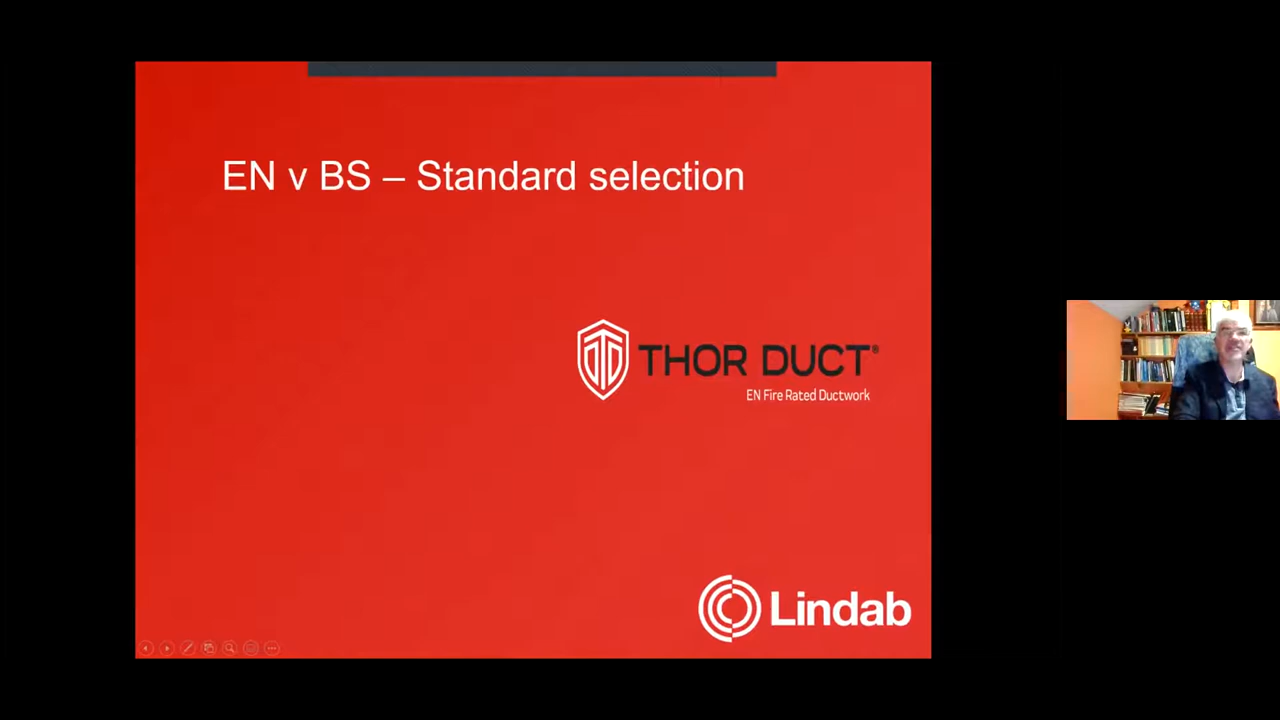 EN v BS – Standard selection
THOR DUCT®
EN Fire Rated Ductwork
Lindab